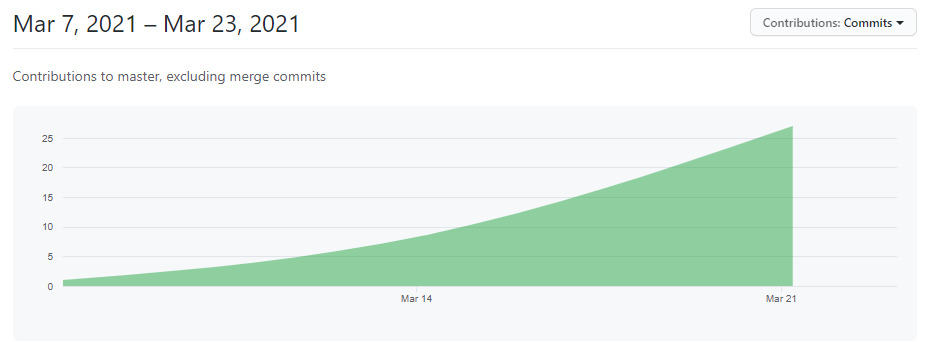 Mar 7, 2021 – Mar 23, 2021
Contributions: Commits
Contributions to master, excluding merge commits
25
20
15
10
5
0
Mar 14
Mar 21